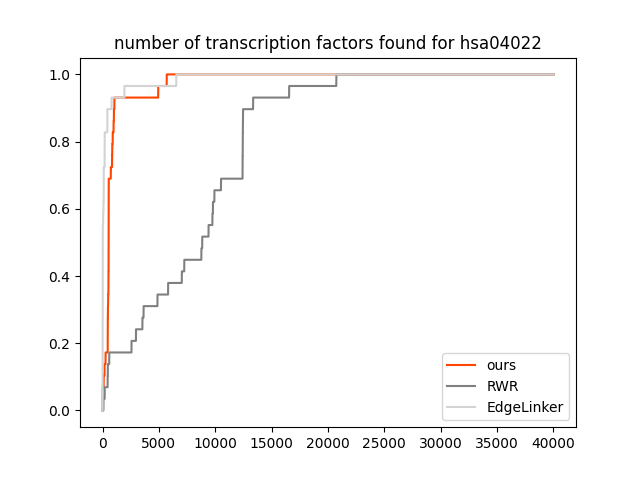 number of transcription factors found for hsa04022
1.0
0.8
0.6
0.4
0.2
0.0
ours
RWR
EdgeLinker
0 5000 10000 15000 20000 25000 30000 35000 40000